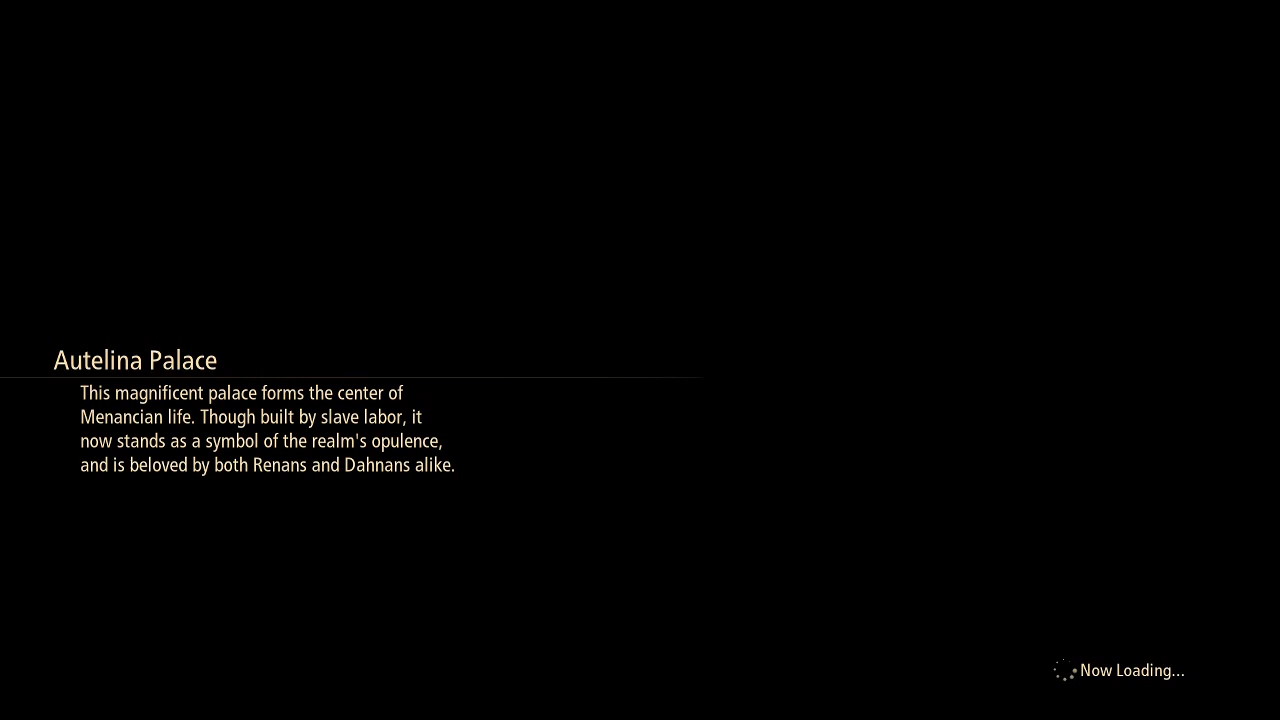 Autelina Palace
This magnificent palace forms the center of
Menancian life. Though built by slave labor, it
now stands as a symbol of the realm's opulence,
and is beloved by both Renans and Dahnans alike.
Now Loading...